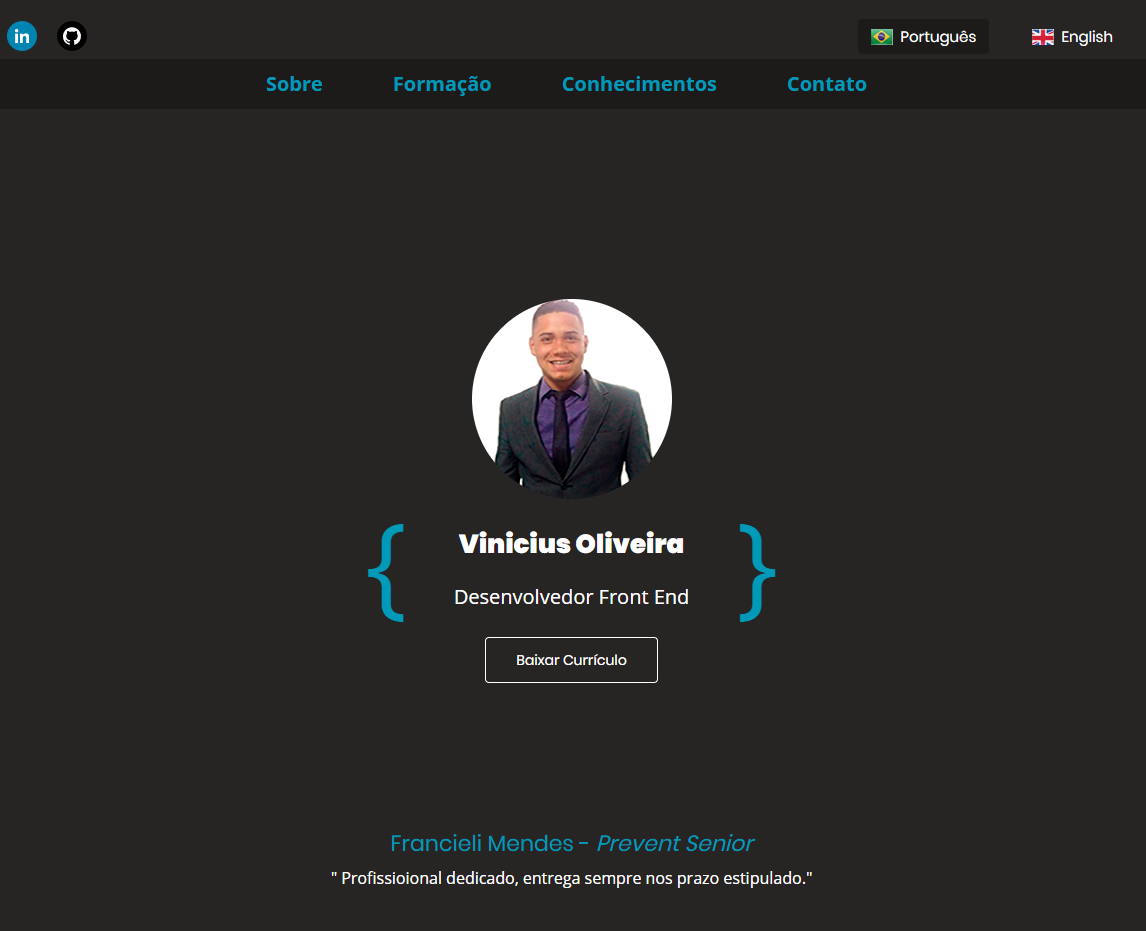 in
Português
English
Sobre
Formação
Conhecimentos
Contato
{ Vinicius Oliveira }
Desenvolvedor Front End
Baixar Currículo
Francieli Mendes - Prevent Senior
" Profissioional dedicado, entrega sempre nos prazo estipulado."